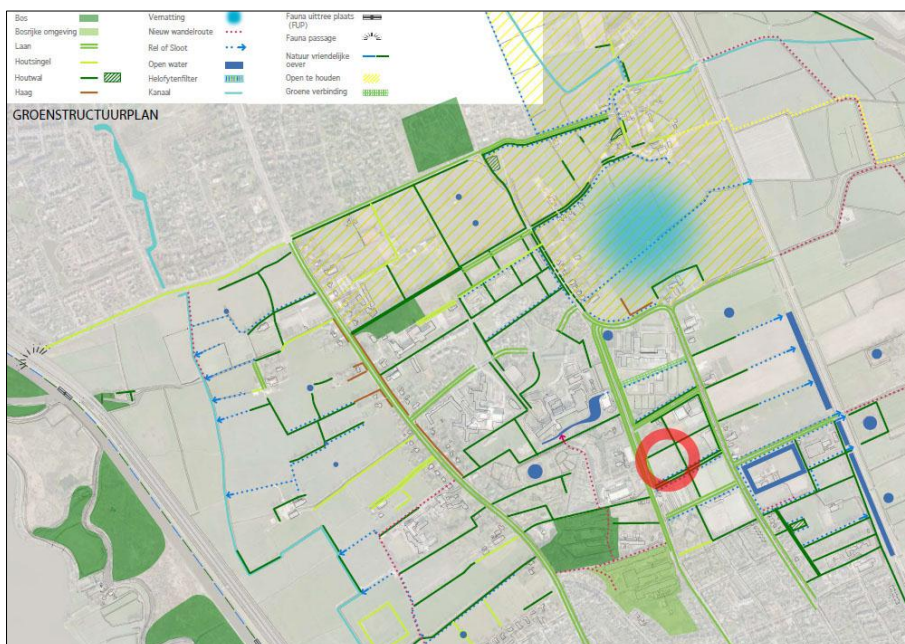 Bos
Bosrijke omgeving
Laan
Houtsingel
Houtwal
Haag
Vernatting
Nieuw wandelroute
Rel of Sloot
Open water
Helofytenfilter
Kanaal
Fauna uittree plaats
(FUP)
Fauna passage
Natuur vriendelijke
oever
Open te houden
Groene verbinding
GROENSTRUCTUURPLAN